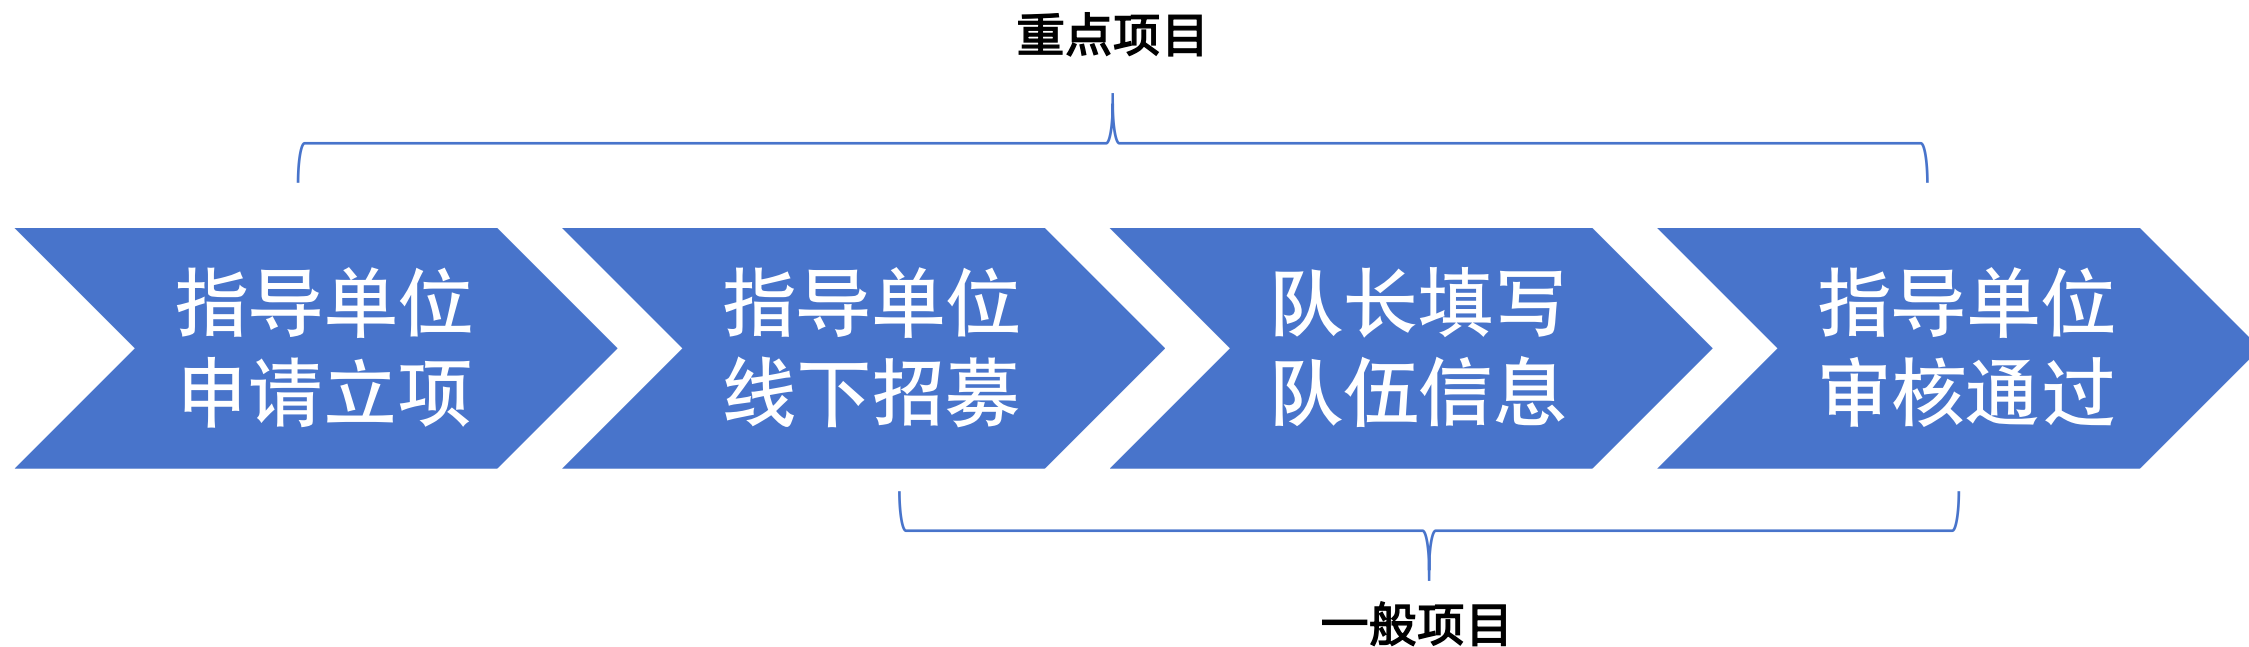 重点项目
指导单位
申请立项
指导单位
线下招募
队长填写
队伍信息
指导单位
审核通过
一般项目